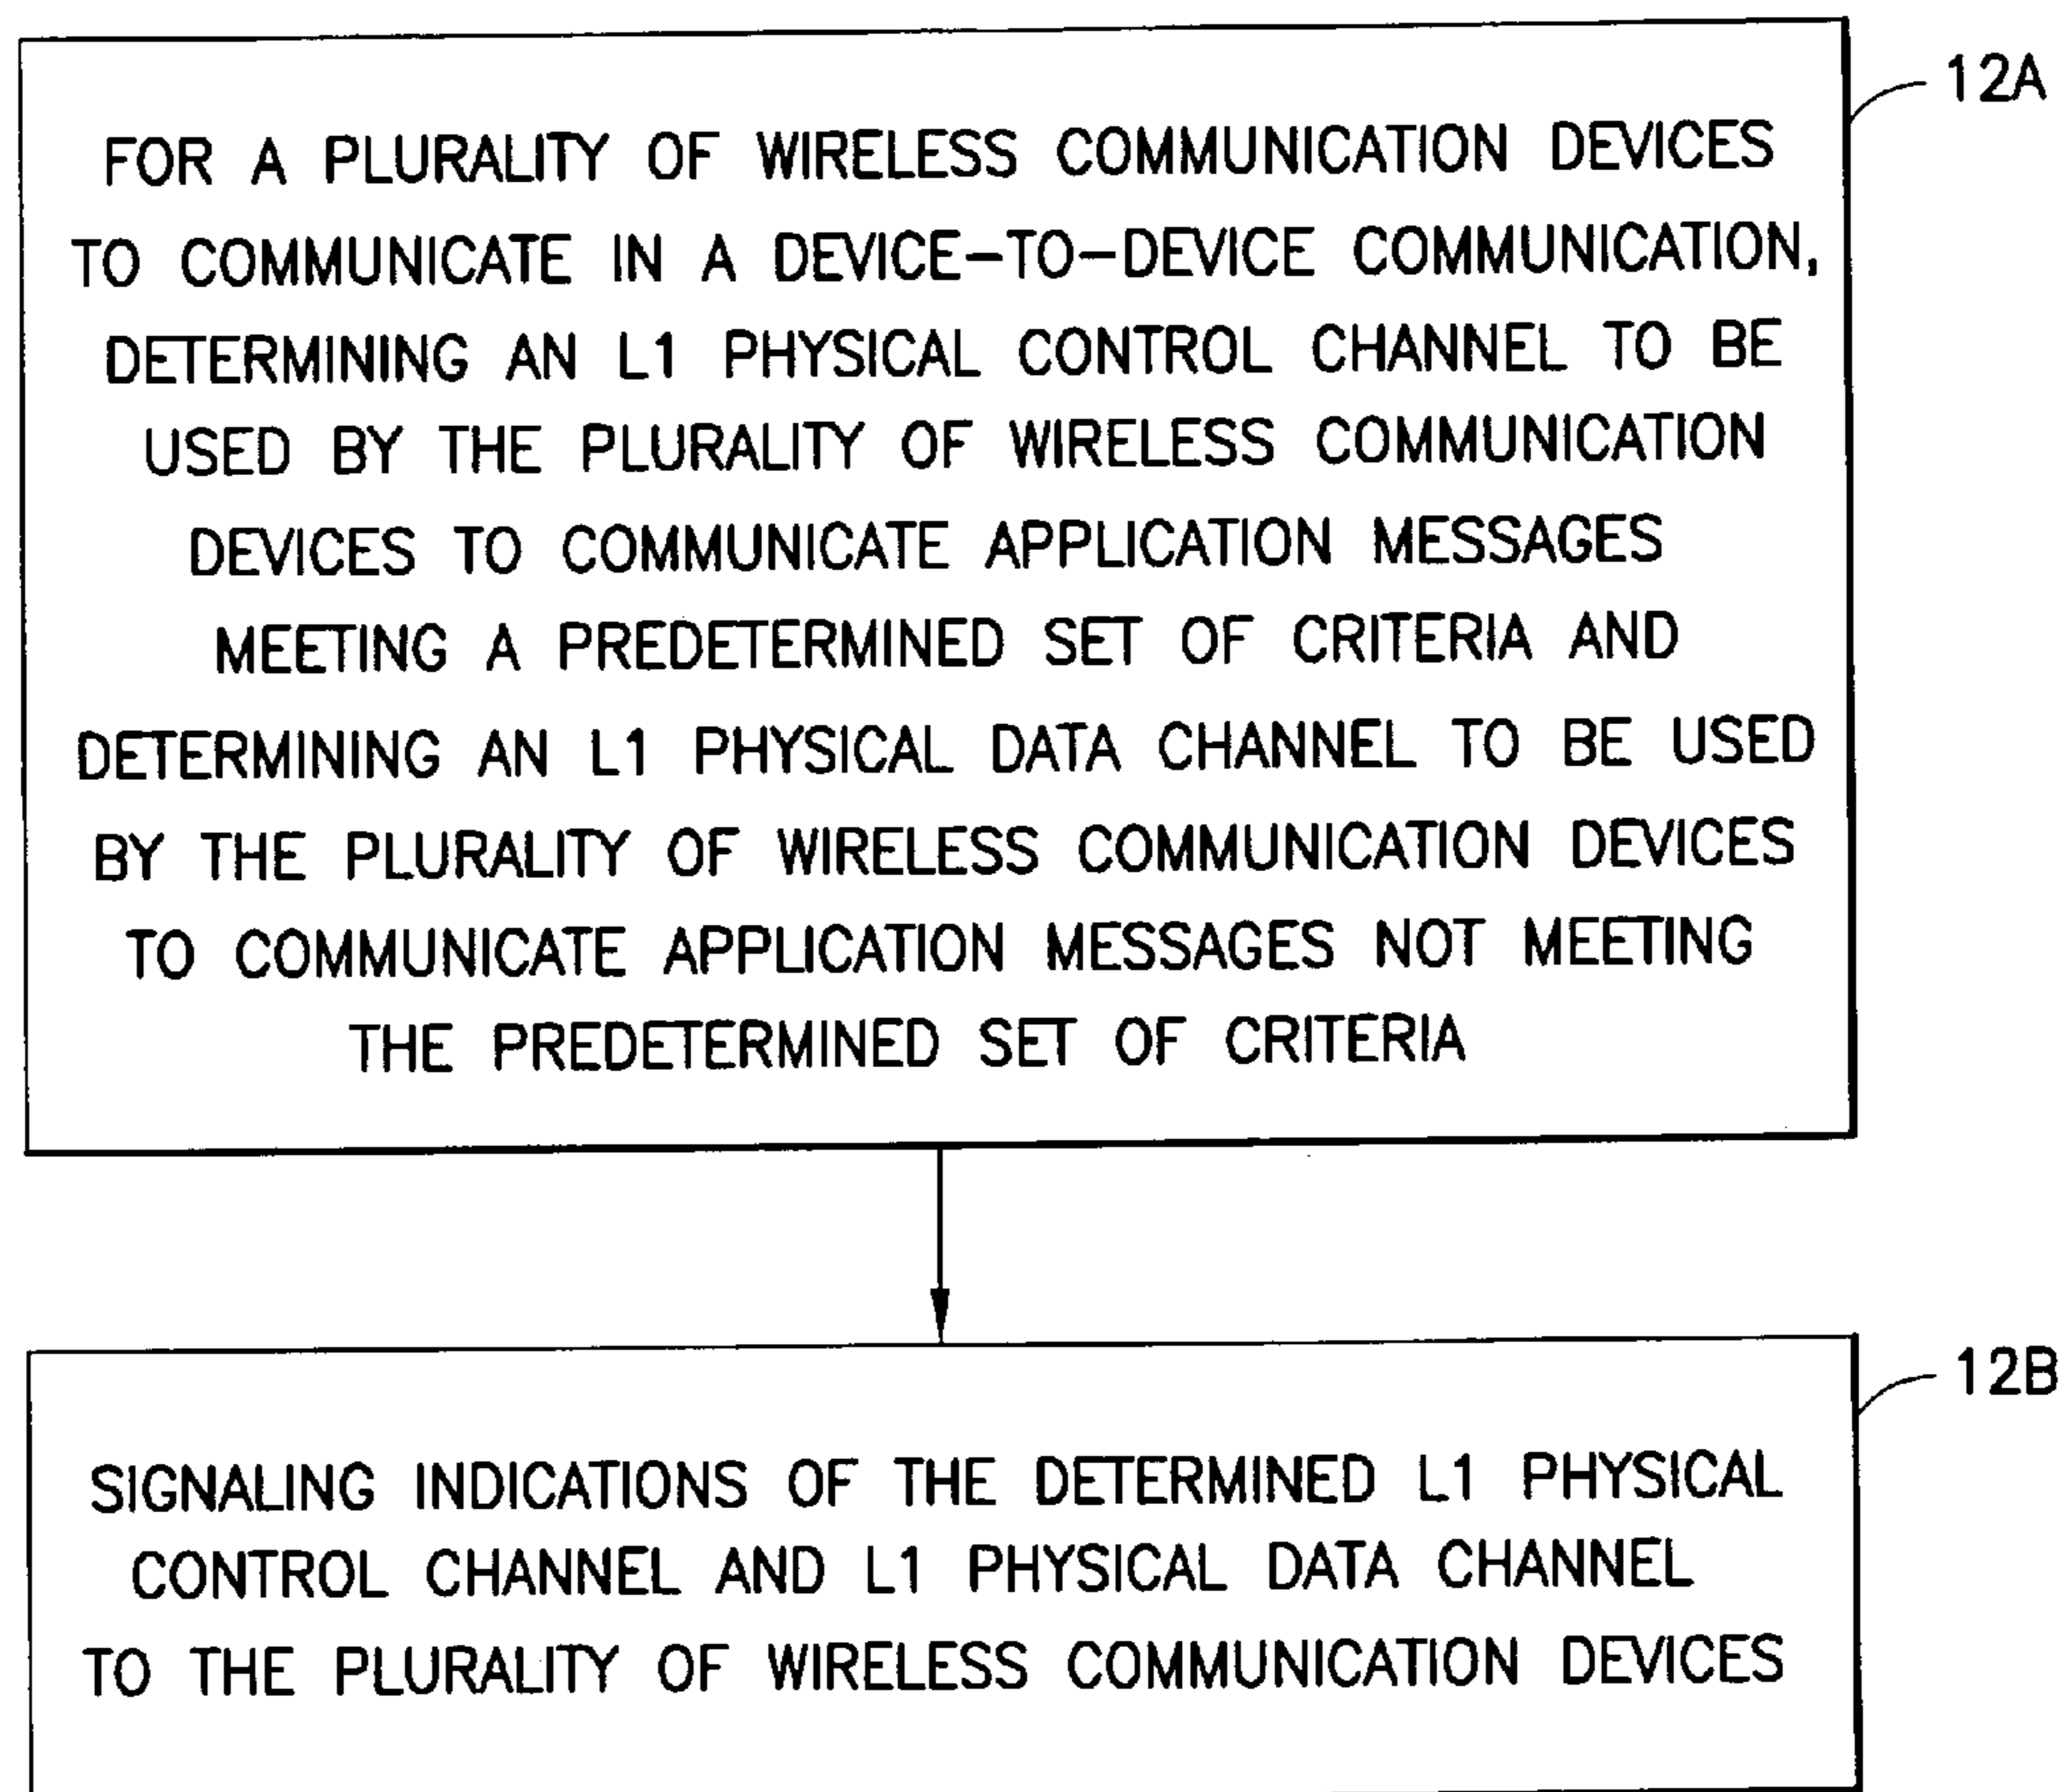 12A
FOR A PLURALITY OF WIRELESS COMMUNICATION DEVICES
TO COMMUNICATE IN A DEVICE-TO-DEVICE COMMUNICATION,
DETERMINING AN L1 PHYSICAL CONTROL CHANNEL TO BE
USED BY THE PLURALITY OF WIRELESS COMMUNICATION
DEVICES TO COMMUNICATE APPLICATION MESSAGES
MEETING A PREDETERMINED SET OF CRITERIA AND
DETERMINING AN L1 PHYSICAL DATA CHANNEL TO BE USED
BY THE PLURALITY OF WIRELESS COMMUNICATION DEVICES
TO COMMUNICATE APPLICATION MESSAGES NOT MEETING
THE PREDETERMINED SET OF CRITERIA
12B
SIGNALING INDICATIONS OF THE DETERMINED L1 PHYSICAL
CONTROL CHANNEL AND L1 PHYSICAL DATA CHANNEL
TO THE PLURALITY OF WIRELESS COMMUNICATION DEVICES